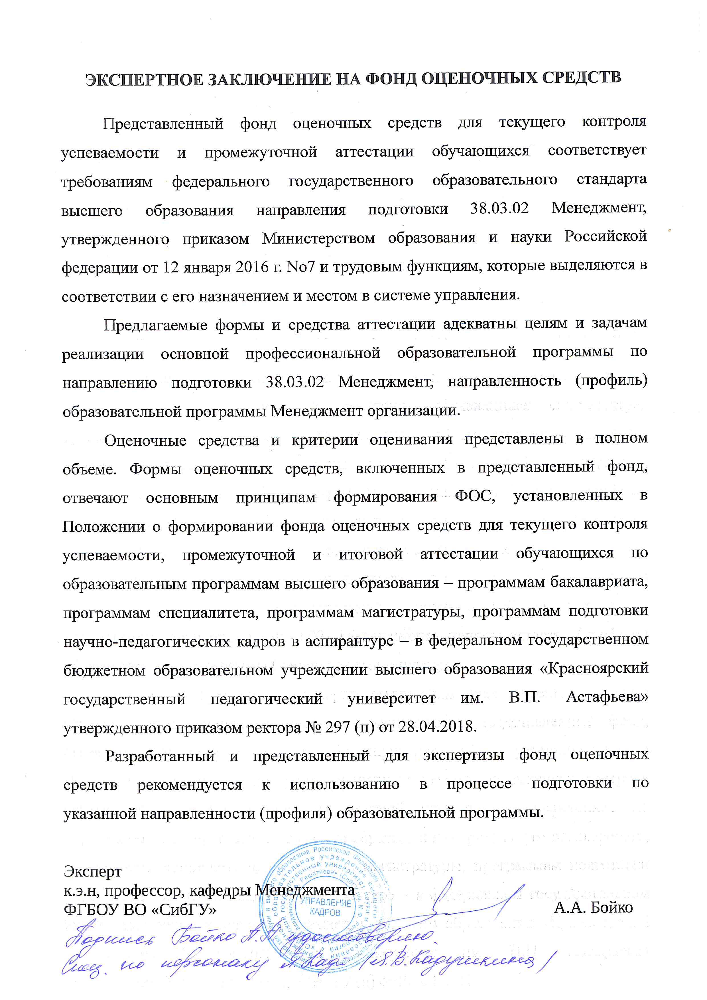 ЭКСПЕРТНОЕ ЗАКЛЮЧЕНИЕ НА ФОНД ОЦЕНОЧНЫХ СРЕДСТВ
Представленный фонд оценочных средств для текущего контроля
успеваемости и промежуточной аттестации обучающихся соответствует
требованиям федерального государственного образовательного стандарта
высшего образования направления подготовки 38.03.02 Менеджмент,
утвержденного приказом Министерством образования и науки Российской
федерации от 12 января 2016 г. No7 и трудовым функциям, которые выделяются в
соответствии с его назначением и местом в системе управления.
Предлагаемые формы и средства аттестации адекватны целям и задачам
реализации основной профессиональной образовательной программы по
направлению подготовки 38.03.02 Менеджмент, направленность (профиль)
образовательной программы Менеджмент организации.
Оценочные средства и критерии оценивания представлены в полном
объеме. Формы оценочных средств, включенных в представленный фонд,
отвечают основным принципам формирования ФОС, установленных в
Положении о формировании фонда оценочных средств для текущего контроля
успеваемости, промежуточной и итоговой аттестации обучающихся по
образовательным программам высшего образования – программам бакалавриата,
программам специалитета, программам магистратуры, программам подготовки
научно-педагогических кадров в аспирантуре – в федеральном государственном
бюджетном образовательном учреждении высшего образования «Красноярский
государственный педагогический университет им. В.П. Астафьева»
утвержденного приказом ректора № 297 (п) от 28.04.2018.
Разработанный и представленный для экспертизы фонд оценочных
средств рекомендуется к использованию в процессе подготовки по
указанной направленности (профиля) образовательной программы.
Эксперт
к.э.н, профессор, кафедры Менеджмента
ФГБОУ ВО «СибГУ»
А.А. Бойко
УПРАВЛЕНИЕ
КАДРОВ
Подпись Бойко А.А. удостоверяю.
Спец. по персоналу (Я.В. Кадушкина)